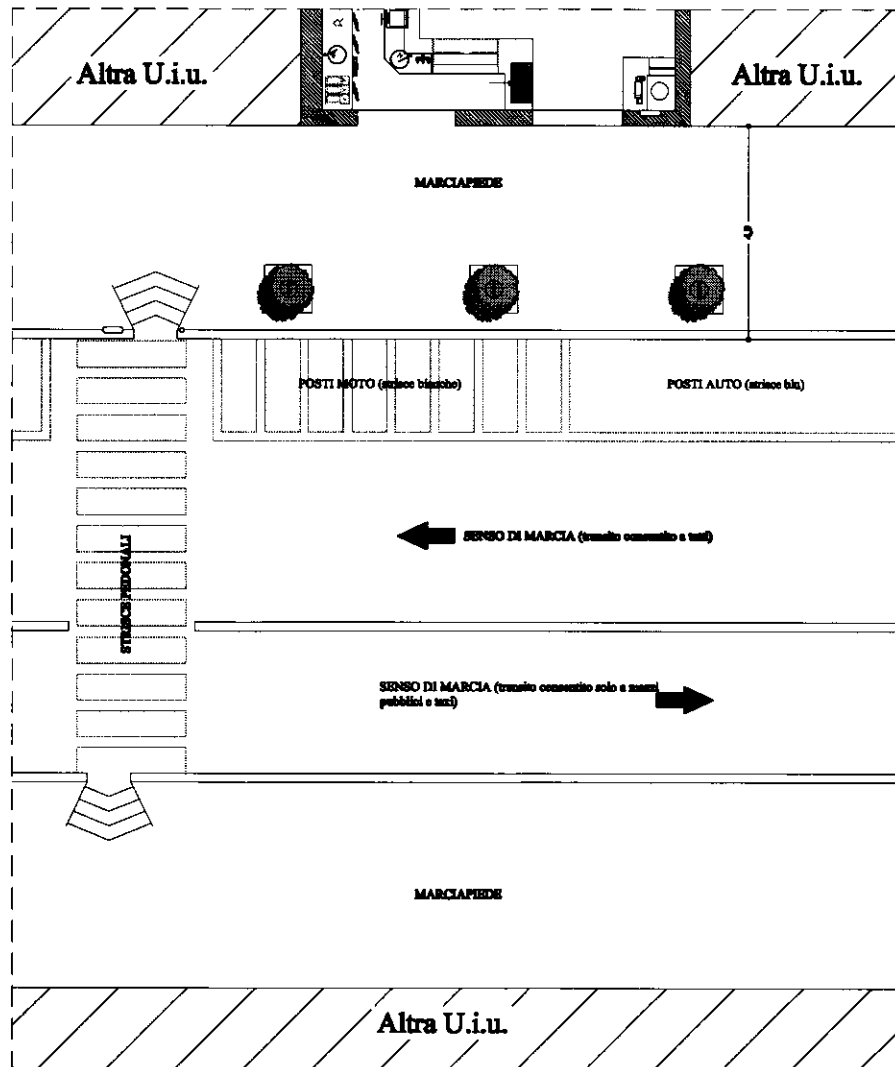 Altra U.i.u.
Altra U.i.u.
MARCIAPIEDE
POSTI MOTO (strisce bianche)
POSTI AUTO (strisce blu)
SENSO DI MARCIA (transito consentito a taxi)
STRISCE PEDONALI
SENSO DI MARCIA (transito consentito solo a mezzi
pubblici e taxi)
MARCIAPIEDE
Altra U.i.u.